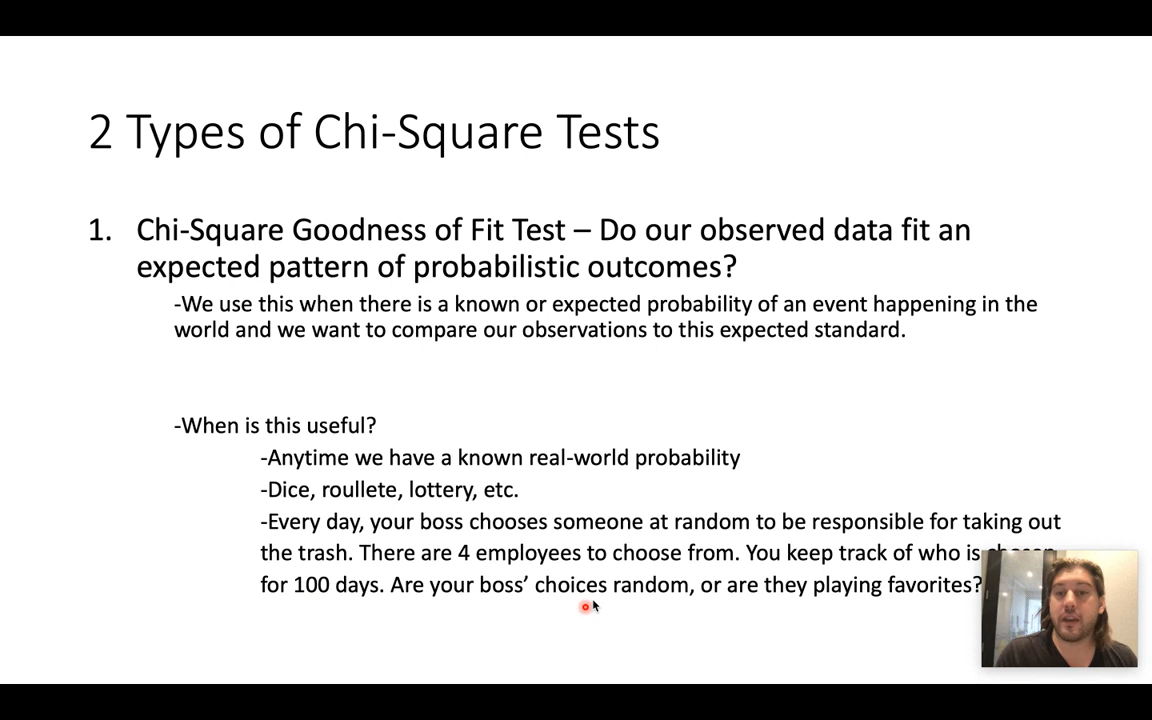 2 Types of Chi-Square Tests
1. Chi-Square Goodness of Fit Test – Do our observed data fit an
expected pattern of probabilistic outcomes?
-We use this when there is a known or expected probability of an event happening in the
world and we want to compare our observations to this expected standard.
-When is this useful?
-Anytime we have a known real-world probability
-Dice, roullete, lottery, etc.
-Every day, your boss chooses someone at random to be responsible for taking out
the trash. There are 4 employees to choose from. You keep track of who is
for 100 days. Are your boss’ choices random, or are they playing favorites?